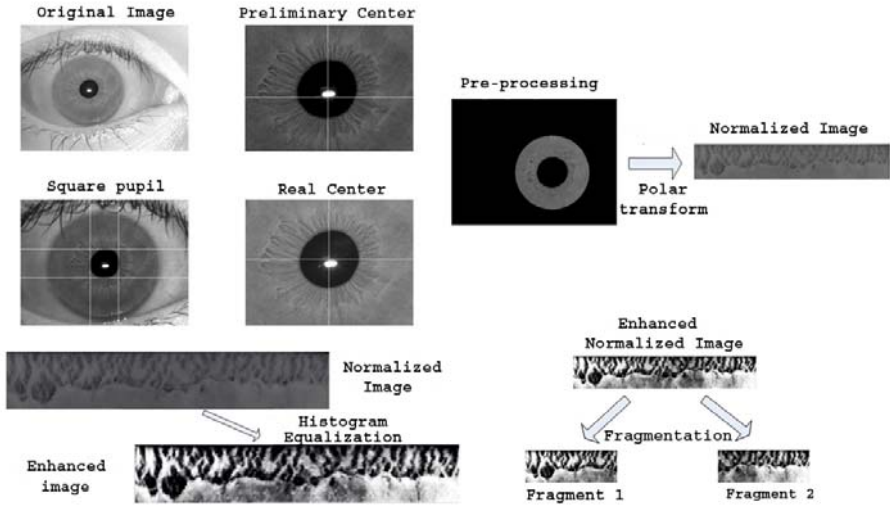 Original Image
Preliminary Center
Square pupil
Real Center
Pre-processing
Normalized Image
Polar
transform
Normalized
Image
Histogram
Equalization
Enhanced
image
Enhanced
Normalized Image
Fragmentation
Fragment 1
Fragment 2